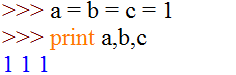 >>> a = b = c = 1
>>> print a,b,c
1 1 1